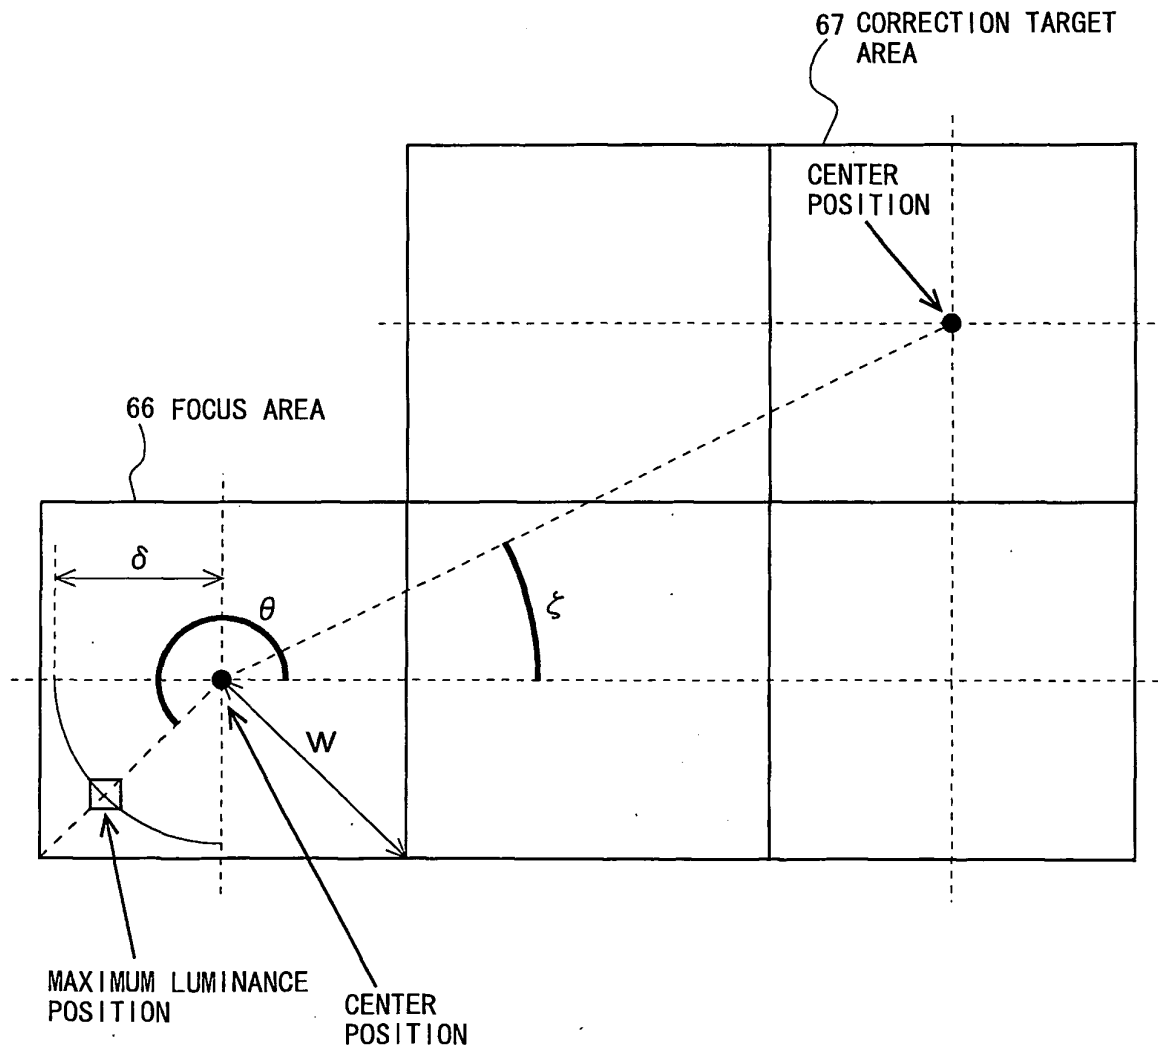 67 CORRECTION TARGET
AREA
CENTER
POSITION
66 FOCUS AREA
δ
θ
ζ
W
MAXIMUM LUMINANCE
POSITION
CENTER
POSITION